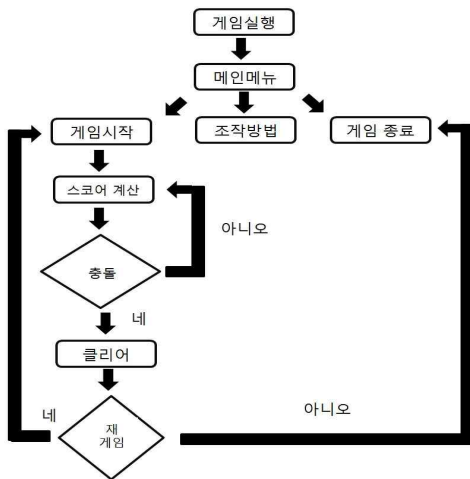 게임실행
메인메뉴
게임시작
조작방법
게임 종료
스코어 계산
아니오
충돌
네
클리어
네
아니오
재
게임